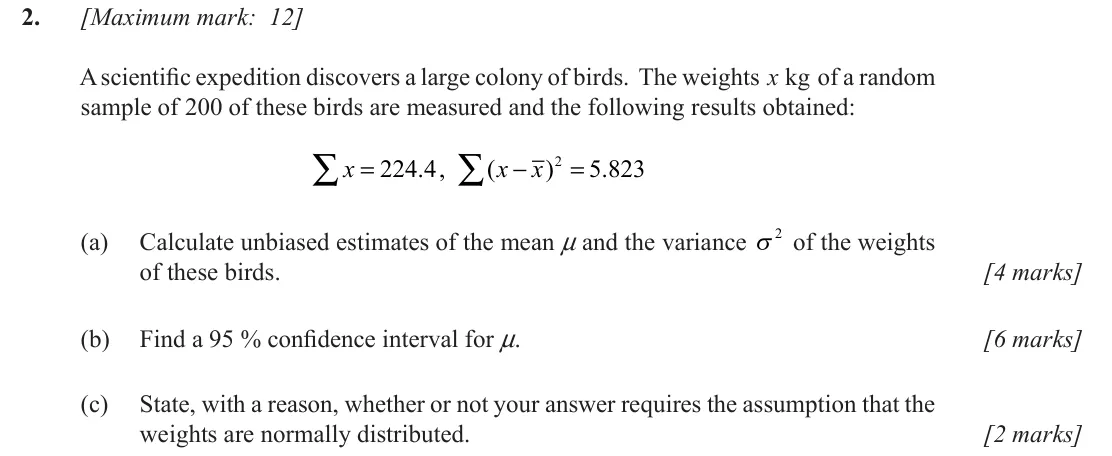 2. [Maximum mark: 12]
A scientific expedition discovers a large colony of birds. The weights x kg of a random
sample of 200 of these birds are measured and the following results obtained:
∑x = 224.4, ∑(x − x̄)² = 5.823
(a) Calculate unbiased estimates of the mean μ and the variance σ² of the weights
of these birds. [4 marks]
(b) Find a 95 % confidence interval for μ. [6 marks]
(c) State, with a reason, whether or not your answer requires the assumption that the
weights are normally distributed. [2 marks]